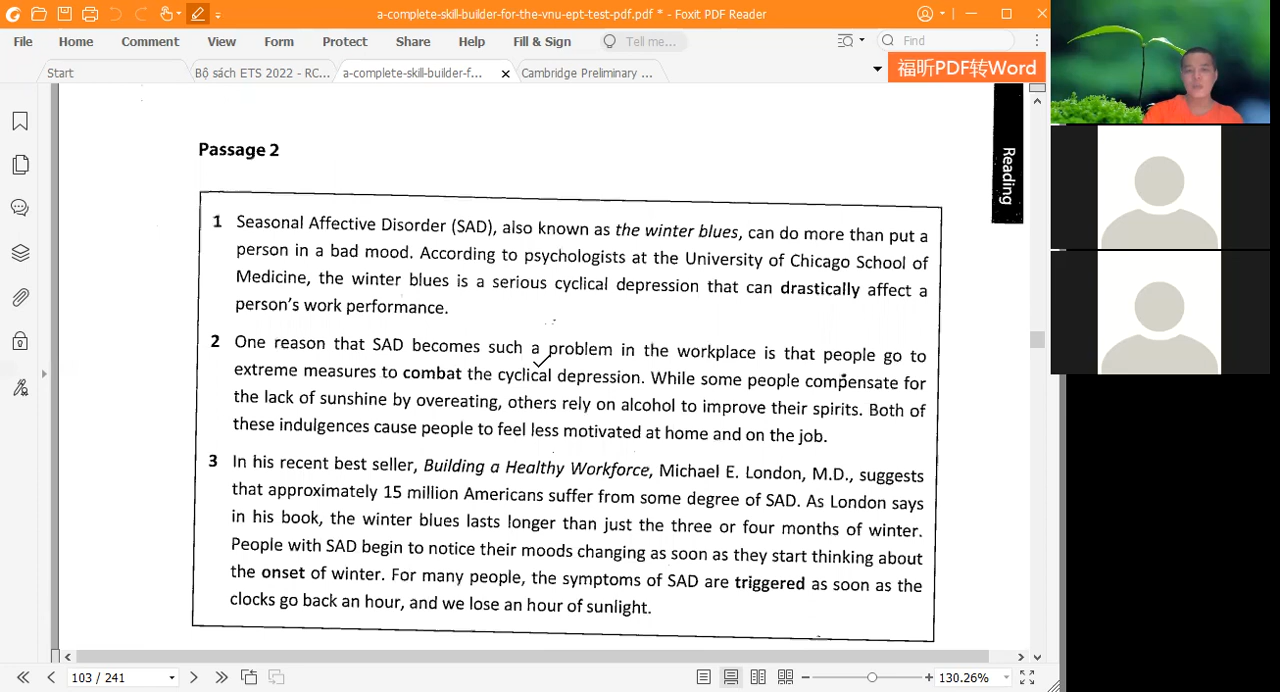 a-complete-skill-builder-for-the-vnu-ept-test-pdf.pdf * - Foxit PDF Reader
File Home Comment View Form Protect Share Help Fill & Sign Tell me... Find
Start Bộ sách ETS 2022 - RC... a-complete-skill-builder-f... Cambridge Preliminary ... 福昕PDF转Word
Reading
Passage 2
1 Seasonal Affective Disorder (SAD), also known as the winter blues, can do more than put a
person in a bad mood. According to psychologists at the University of Chicago School of
Medicine, the winter blues is a serious cyclical depression that can drastically affect a
person's work performance.
2 One reason that SAD becomes such a problem in the workplace is that people go to
extreme measures to combat the cyclical depression. While some people compensate for
the lack of sunshine by overeating, others rely on alcohol to improve their spirits. Both of
these indulgences cause people to feel less motivated at home and on the job.
3 In his recent best seller, Building a Healthy Workforce, Michael E. London, M.D., suggests
that approximately 15 million Americans suffer from some degree of SAD. As London says
in his book, the winter blues lasts longer than just the three or four months of winter.
People with SAD begin to notice their moods changing as soon as they start thinking about
the onset of winter. For many people, the symptoms of SAD are triggered as soon as the
clocks go back an hour, and we lose an hour of sunlight.
103 / 241 130.26%